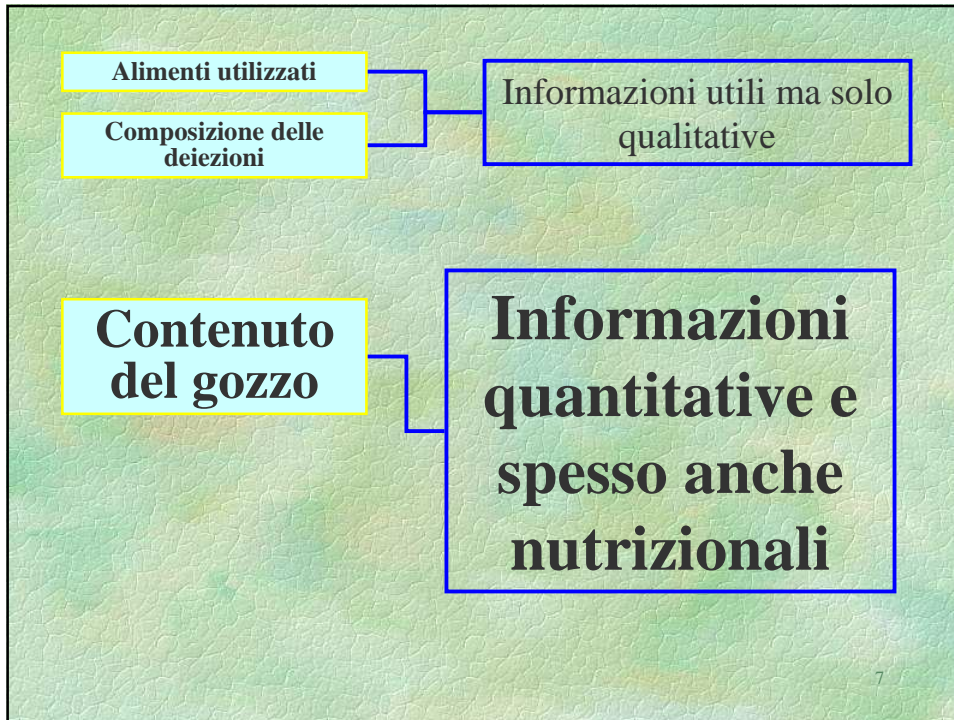 Alimenti utilizzati
Composizione delle
deiezioni
Informazioni utili ma solo
qualitative
Contenuto
del gozzo
Informazioni
quantitative e
spesso anche
nutrizionali
7